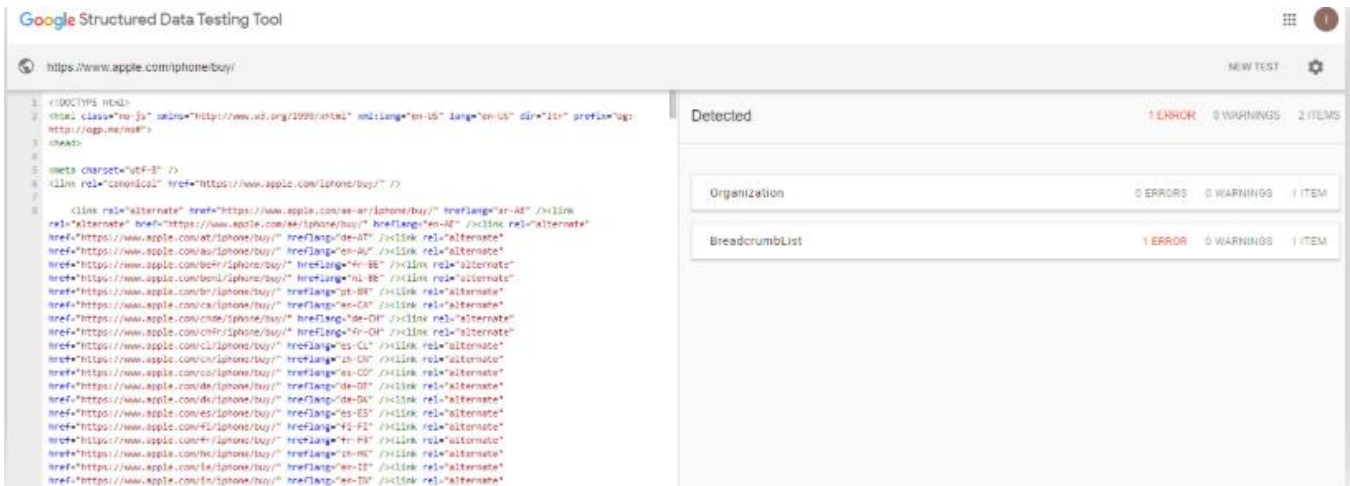 Google Structured Data Testing Tool
I
https://www.apple.com/iphone/buy/
NEW TEST
1 <!DOCTYPE html>
2 <html class="no-js" xmlns="http://www.w3.org/1999/xhtml" xml:lang="en-US" lang="en-US" dir="ltr" prefix="og:
http://ogp.me/ns#">
3 <head>
4
5 <meta charset="utf-8" />
6 <link rel="canonical" href="https://www.apple.com/iphone/buy/" />
7
8 <link rel="alternate" href="https://www.apple.com/ae-ar/iphone/buy/" hreflang="ar-AE" /><link
rel="alternate" href="https://www.apple.com/ae/iphone/buy/" hreflang="en-AE" /><link rel="alternate"
href="https://www.apple.com/at/iphone/buy/" hreflang="de-AT" /><link rel="alternate"
href="https://www.apple.com/au/iphone/buy/" hreflang="en-AU" /><link rel="alternate"
href="https://www.apple.com/befr/iphone/buy/" hreflang="fr-BE" /><link rel="alternate"
href="https://www.apple.com/benl/iphone/buy/" hreflang="nl-BE" /><link rel="alternate"
href="https://www.apple.com/br/iphone/buy/" hreflang="pt-BR" /><link rel="alternate"
href="https://www.apple.com/ca/iphone/buy/" hreflang="en-CA" /><link rel="alternate"
href="https://www.apple.com/chde/iphone/buy/" hreflang="de-CH" /><link rel="alternate"
href="https://www.apple.com/chfr/iphone/buy/" hreflang="fr-CH" /><link rel="alternate"
href="https://www.apple.com/cl/iphone/buy/" hreflang="es-CL" /><link rel="alternate"
href="https://www.apple.com/cn/iphone/buy/" hreflang="zh-CN" /><link rel="alternate"
href="https://www.apple.com/co/iphone/buy/" hreflang="es-CO" /><link rel="alternate"
href="https://www.apple.com/de/iphone/buy/" hreflang="de-DE" /><link rel="alternate"
href="https://www.apple.com/dk/iphone/buy/" hreflang="da-DK" /><link rel="alternate"
href="https://www.apple.com/es/iphone/buy/" hreflang="es-ES" /><link rel="alternate"
href="https://www.apple.com/fi/iphone/buy/" hreflang="fi-FI" /><link rel="alternate"
href="https://www.apple.com/fr/iphone/buy/" hreflang="fr-FR" /><link rel="alternate"
href="https://www.apple.com/hk/iphone/buy/" hreflang="zh-HK" /><link rel="alternate"
href="https://www.apple.com/ie/iphone/buy/" hreflang="en-IE" /><link rel="alternate"
href="https://www.apple.com/in/iphone/buy/" hreflang="en-IN" /><link rel="alternate"
Detected 1 ERROR 0 WARNINGS 2 ITEMS
Organization 0 ERRORS 0 WARNINGS 1 ITEM
BreadcrumbList 1 ERROR 0 WARNINGS 1 ITEM